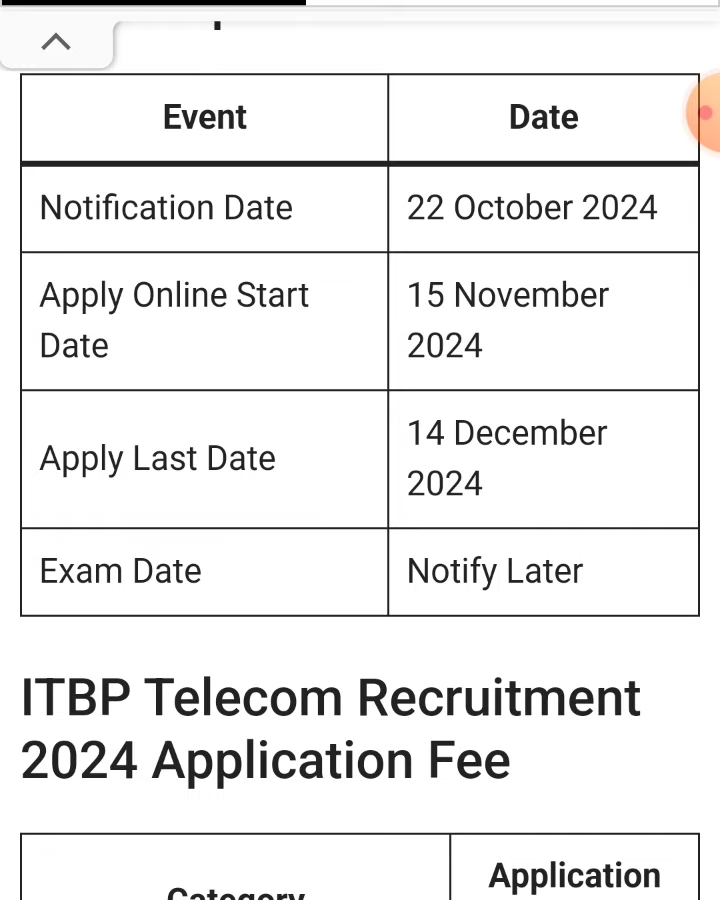 Event Date
Notification Date 22 October 2024
Apply Online Start 15 November
Date 2024
Apply Last Date 14 December
2024
Exam Date Notify Later
ITBP Telecom Recruitment
2024 Application Fee
Category Application